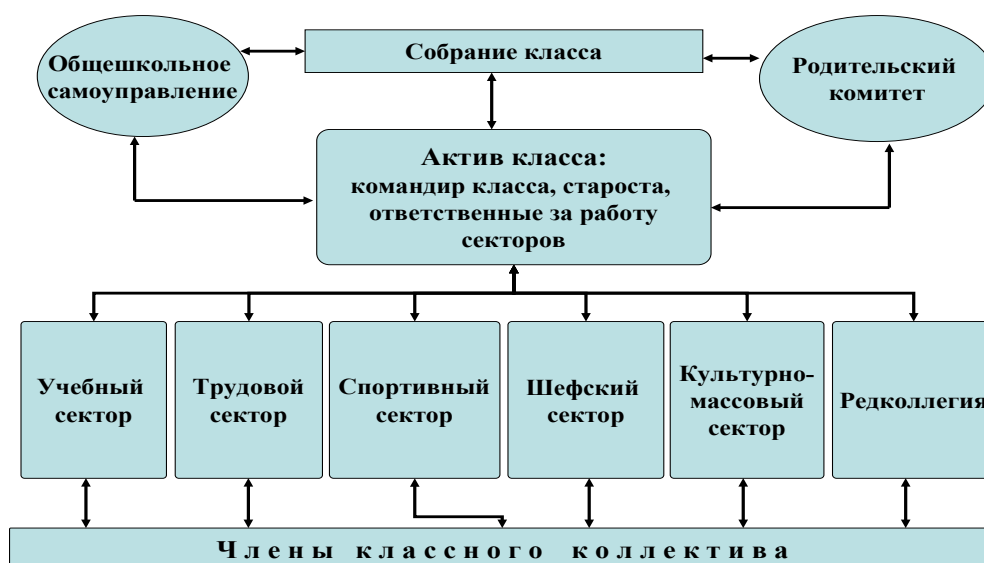 Общешкольное
самоуправление
Собрание класса
Родительский
комитет
Актив класса:
командир класса, староста,
ответственные за работу
секторов
Учебный
сектор
Трудовой
сектор
Спортивный
сектор
Шефский
сектор
Культурно-
массовый
сектор
Редколлегия
Члены классного коллектива